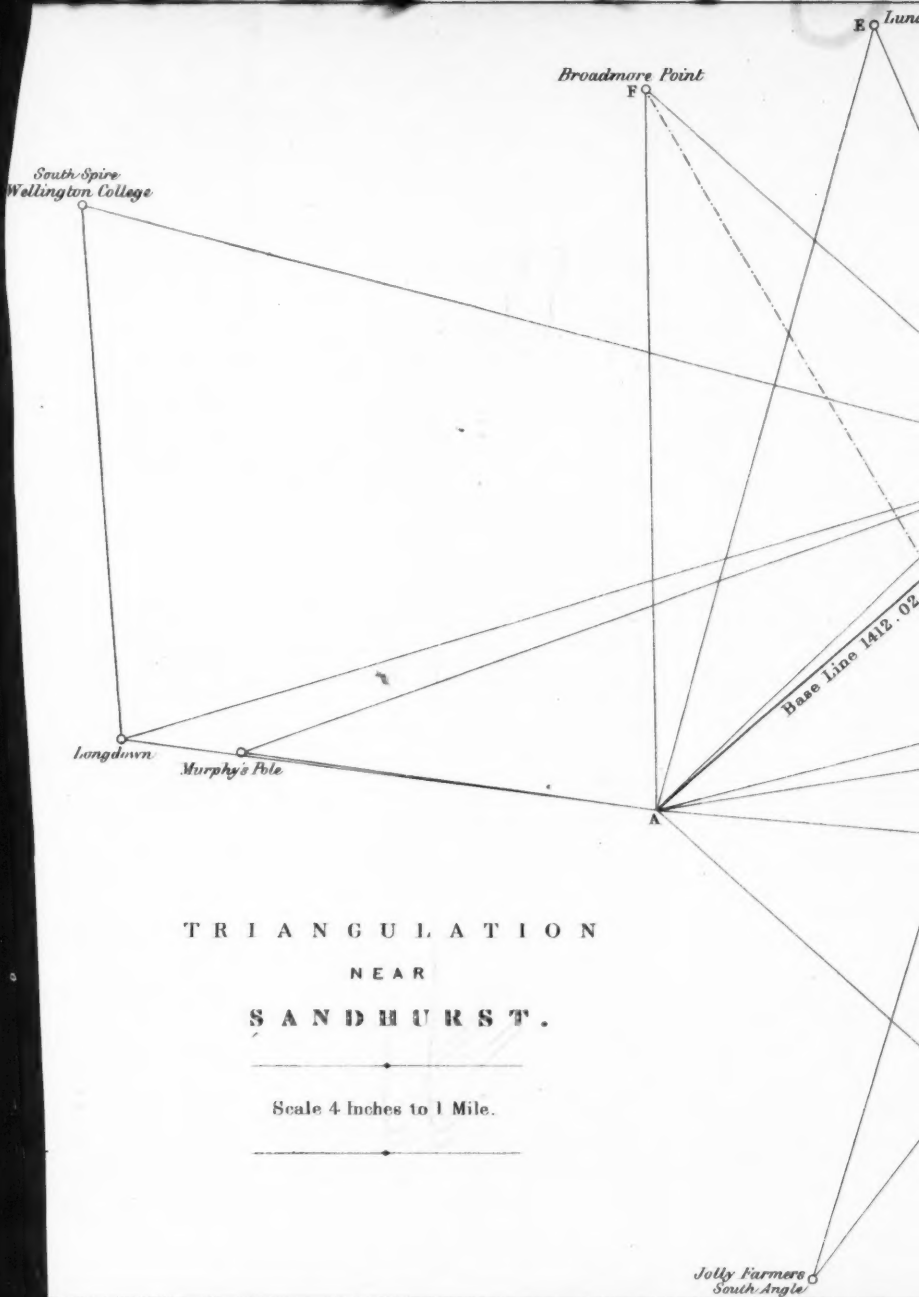 E
Broadmore Point
F
South Spire
Wellington College
Base Line 1412.02
Longdown
Murphy's Pole
A
TRIANGULATION
NEAR
SANDHURST.
Scale 4 Inches to 1 Mile.
Jolly Farmers
South Angle